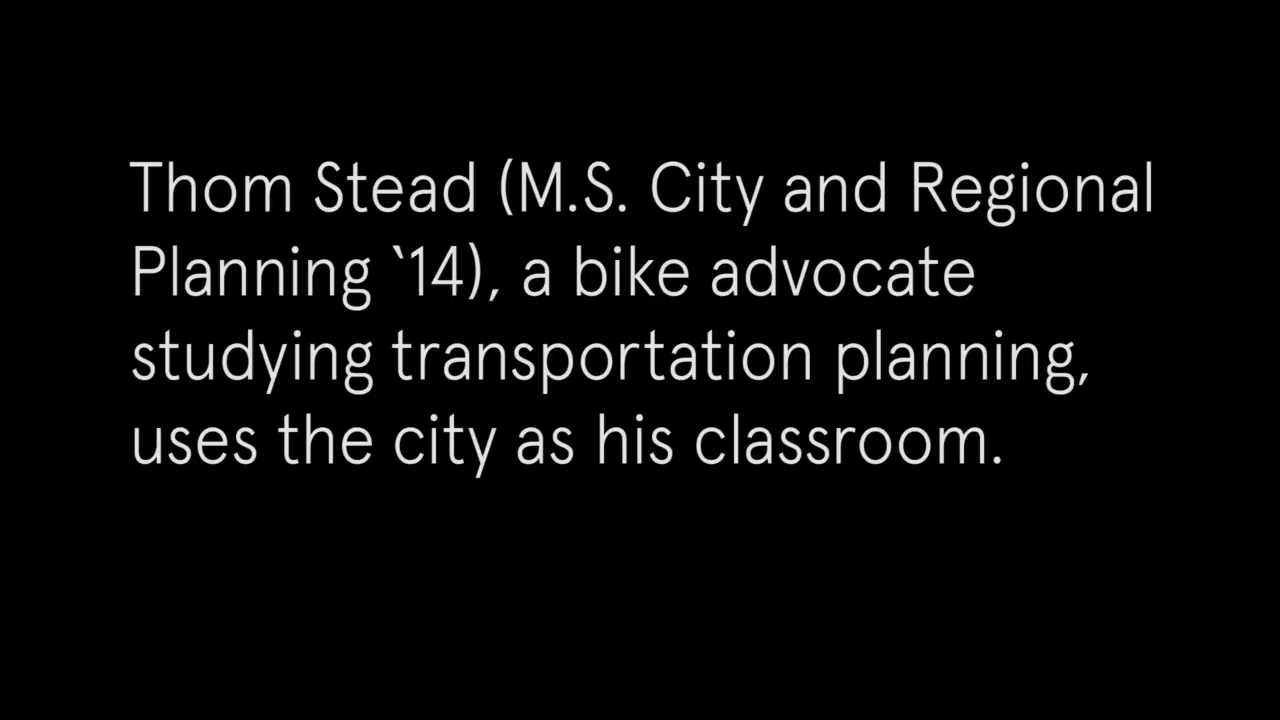 Thom Stead (M.S. City and Regional
Planning `14), a bike advocate
studying transportation planning,
uses the city as his classroom.